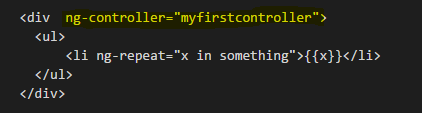 <div ng-controller="myfirstcontroller">
<ul>
<li ng-repeat="x in something">{{x}}</li>
</ul>
</div>